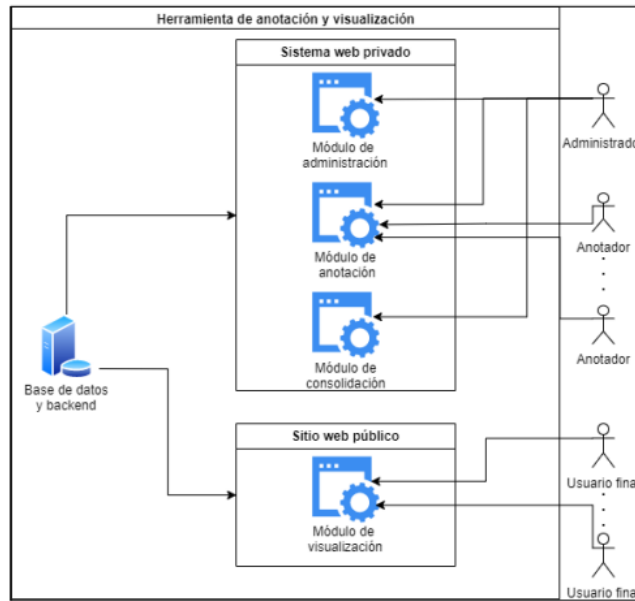 Herramienta de anotación y visualización
Sistema web privado
Módulo de
administración
Administrado
Módulo de
anotación
Anotador
Anotador
Módulo de
consolidación
Base de datos
y backend
Sitio web público
Módulo de
visualización
Usuario fina
Usuario fina